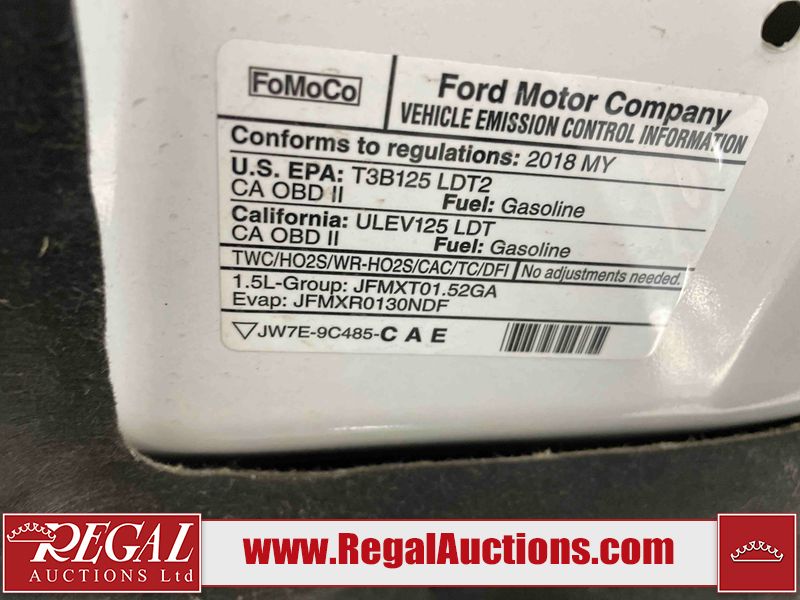 FoMoCo
Ford Motor Company
VEHICLE EMISSION CONTROL INFORMATION
Conforms to regulations: 2018 MY
U.S. EPA: T3B125 LDT2
CA OBD II Fuel: Gasoline
California: ULEV125 LDT
CA OBD II Fuel: Gasoline
TWC/HO2S/WR-HO2S/CAC/TC/DFI No adjustments needed.
1.5L-Group: JFMXT01.52GA
Evap: JFMXR0130NDF
JW7E-9C485-C A E
REGAL
AUCTIONS Ltd
www.RegalAuctions.com